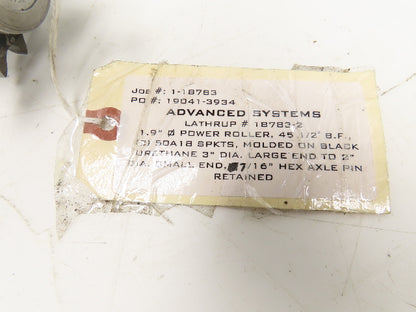 JOB #: 1-18783
PO #: 19041-3934
ADVANCED SYSTEMS
LATHRUP # 18783-2
1.9" Ø POWER ROLLER, 45 1/2" B.F.,
(2) 50A18 SPKTS, MOLDED ON BLACK
URETHANE 3" DIA. LARGE END TO 2"
DIA. SMALL END, 7/16" HEX AXLE PIN
RETAINED